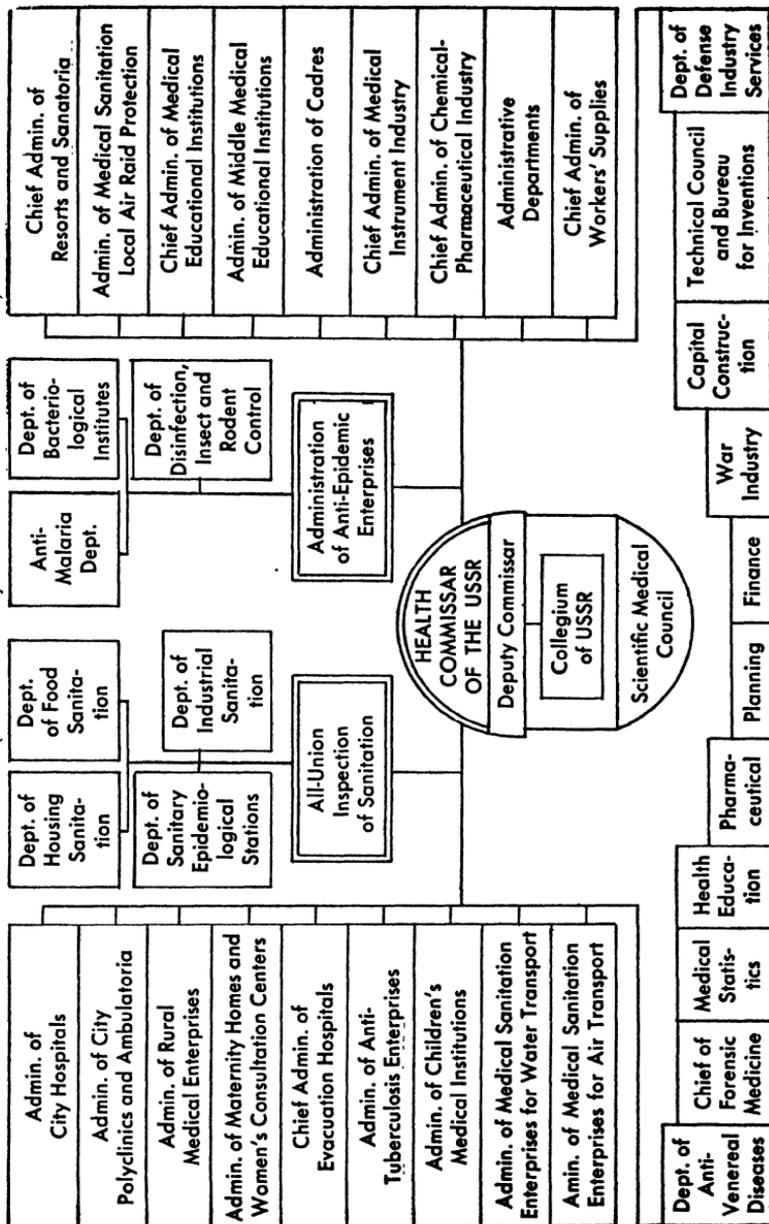 Admin. of
City Hospitals
Admin. of City
Polyclinics and Ambulatoria
Admin. of Rural
Medical Enterprises
Admin. of Maternity Homes and
Women's Consultation Centers
Chief Admin. of
Evacuation Hospitals
Admin. of Anti-
Tuberculosis Enterprises
Admin. of Children's
Medical Institutions
Admin. of Medical Sanitation
Enterprises for Water Transport
Amin. of Medical Sanitation
Enterprises for Air Transport
Dept. of
Housing
Sanita-
tion
Dept.
of Food
Sanita-
tion
Dept. of
Sanitary
Epidemio-
logical
Stations
Dept. of
Industrial
Sanita-
tion
All-Union
Inspection
of Sanitation
Anti-
Malaria
Dept.
Dept. of
Bacterio-
logical
Institutes
Dept. of
Disinfection,
Insect and
Rodent
Control
Administration
of Anti-Epidemic
Enterprises
HEALTH
COMMISSAR
OF THE USSR
Deputy Commissar
Collegium
of USSR
Scientific Medical
Council
Chief Admin. of
Resorts and Sanatoria
Admin. of Medical Sanitation
Local Air Raid Protection
Chief Admin. of Medical
Educational Institutions
Admin. of Middle Medical
Educational Institutions
Administration of Cadres
Chief Admin. of Medical
Instrument Industry
Chief Admin. of Chemical-
Pharmaceutical Industry
Administrative
Departments
Chief Admin. of
Workers' Supplies
Dept. of
Anti-
Venereal
Diseases
Chief of
Forensic
Medicine
Medical
Statis-
tics
Health
Educa-
tion
Pharma-
ceutical
Planning
Finance
War
Industry
Capital
Construc-
tion
Technical Council
and Bureau
for Inventions
Dept. of
Defense
Industry
Services